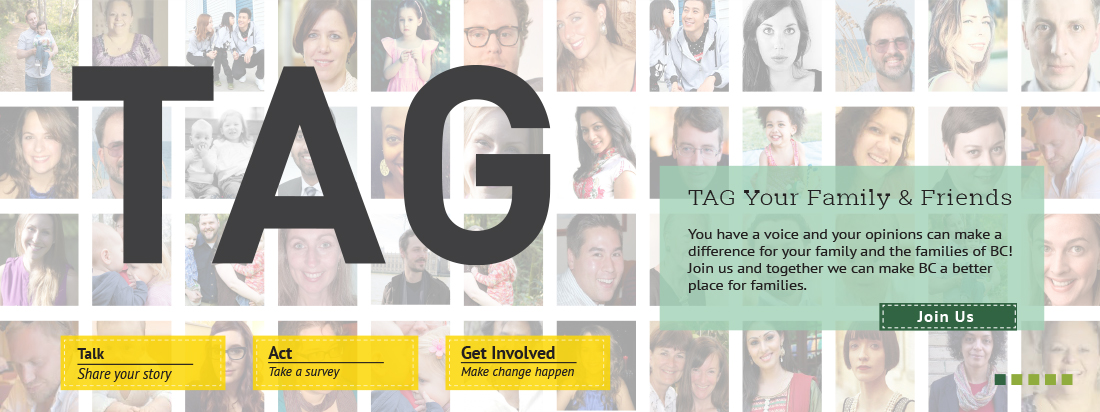 TAG
TAG Your Family & Friends
You have a voice and your opinions can make a
difference for your family and the families of BC!
Join us and together we can make BC a better
place for families.
Join Us
Talk
Share your story
Act
Take a survey
Get Involved
Make change happen